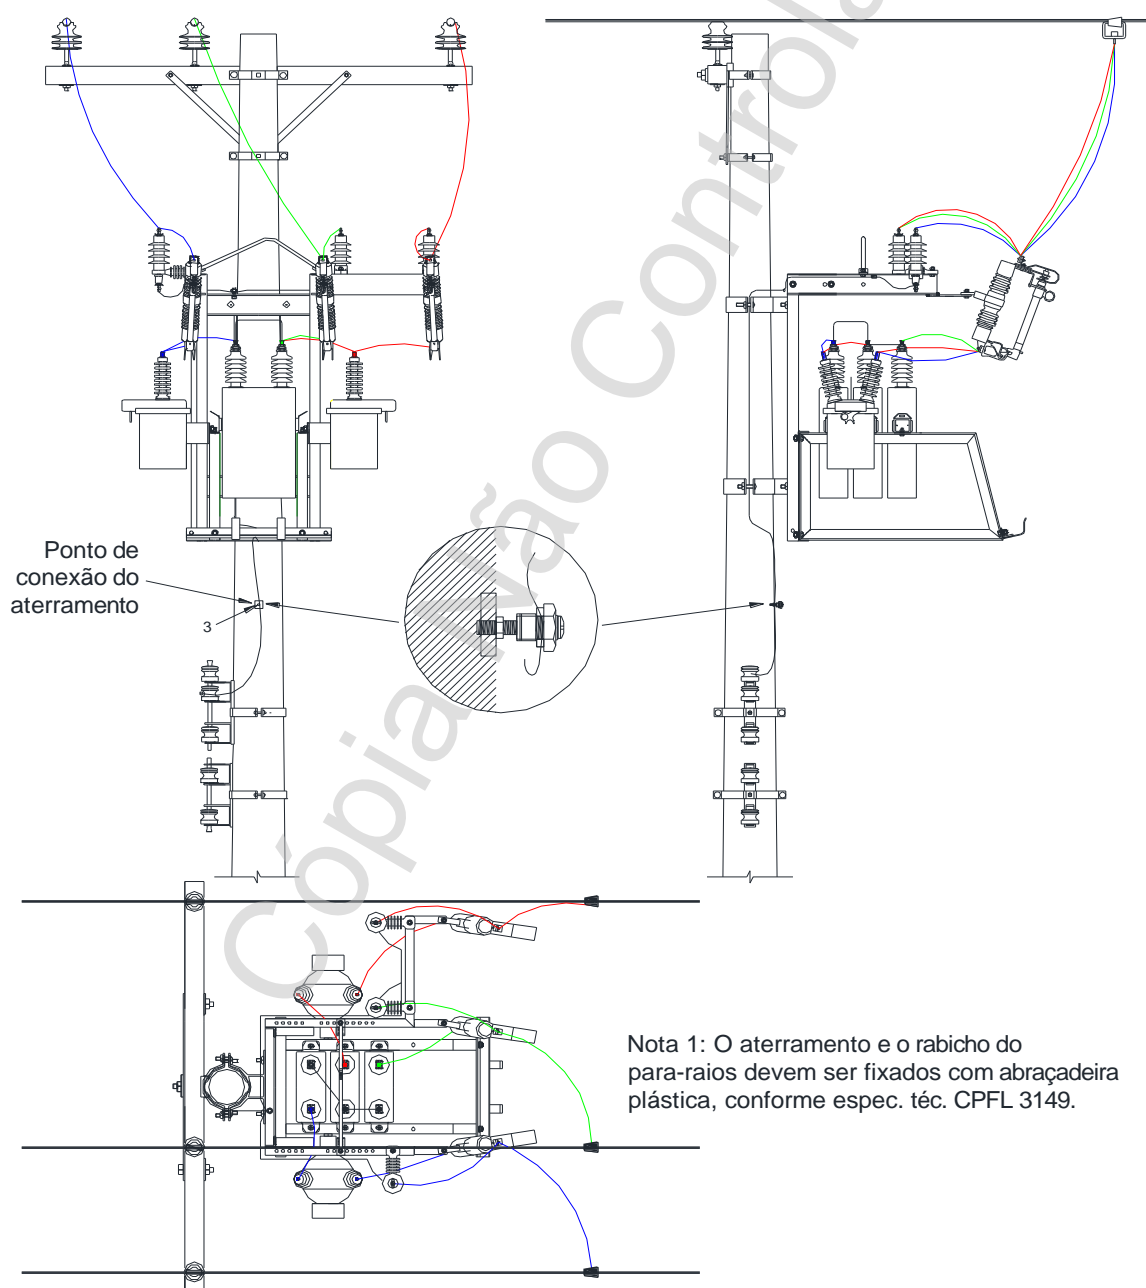 Cópia Não Controla
Ponto de
conexão do
aterramento
3
Nota 1: O aterramento e o rabicho do
para-raios devem ser fixados com abraçadeira
plástica, conforme espec. téc. CPFL 3149.